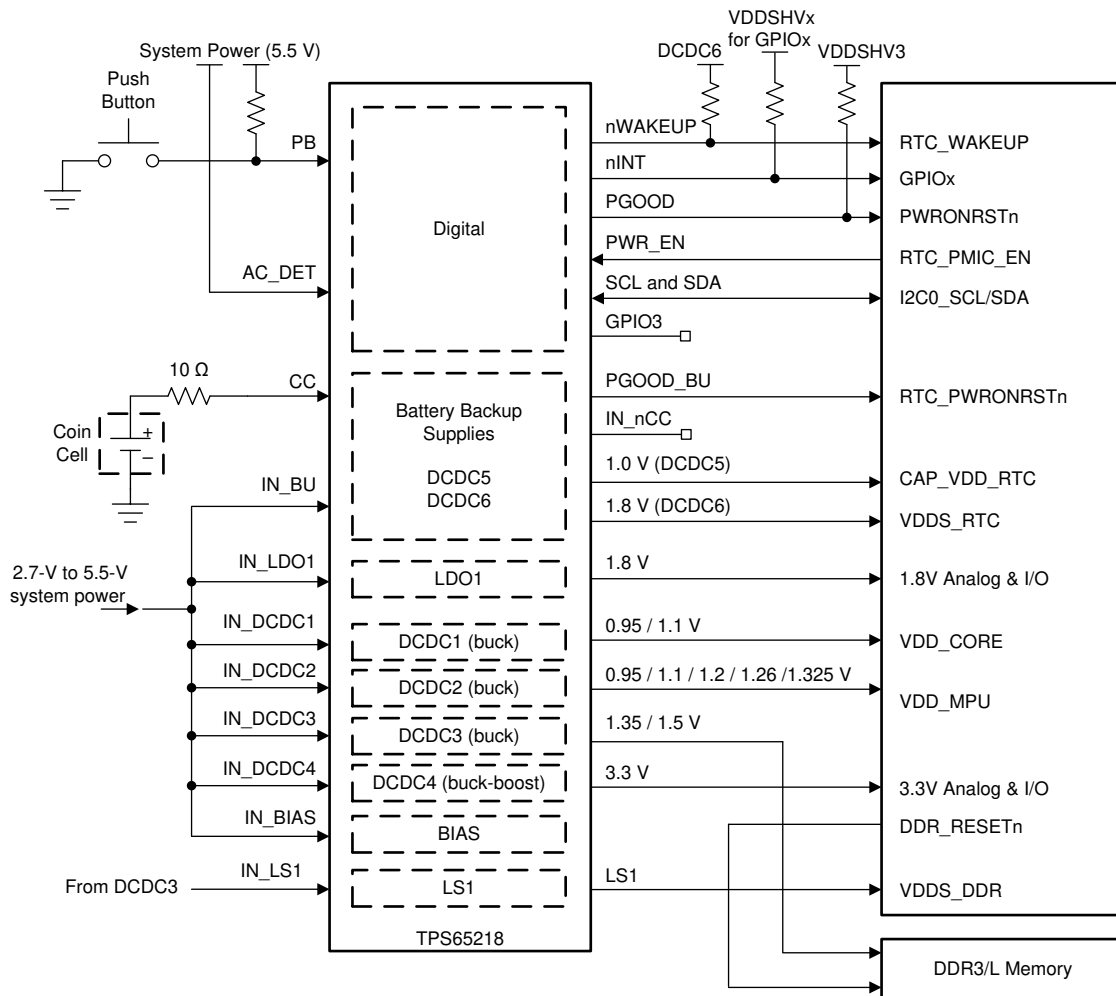 System Power (5.5 V)
Push
Button
PB
AC_DET
10 Ω
CC
Coin
Cell
+
–
IN_BU
2.7-V to 5.5-V
system power
IN_LDO1
IN_DCDC1
IN_DCDC2
IN_DCDC3
IN_DCDC4
IN_BIAS
From DCDC3
IN_LS1
Digital
Battery Backup
Supplies
DCDC5
DCDC6
LDO1
DCDC1 (buck)
DCDC2 (buck)
DCDC3 (buck)
DCDC4 (buck-boost)
BIAS
LS1
TPS65218
DCDC6
VDDSHVx
for GPIOx
VDDSHV3
nWAKEUP
nINT
PGOOD
PWR_EN
SCL and SDA
GPIO3
PGOOD_BU
IN_nCC
1.0 V (DCDC5)
1.8 V (DCDC6)
1.8 V
0.95 / 1.1 V
0.95 / 1.1 / 1.2 / 1.26 /1.325 V
1.35 / 1.5 V
3.3 V
LS1
RTC_WAKEUP
GPIOx
PWRONRSTn
RTC_PMIC_EN
I2C0_SCL/SDA
RTC_PWRONRSTn
CAP_VDD_RTC
VDDS_RTC
1.8V Analog & I/O
VDD_CORE
VDD_MPU
3.3V Analog & I/O
DDR_RESETn
VDDS_DDR
DDR3/L Memory